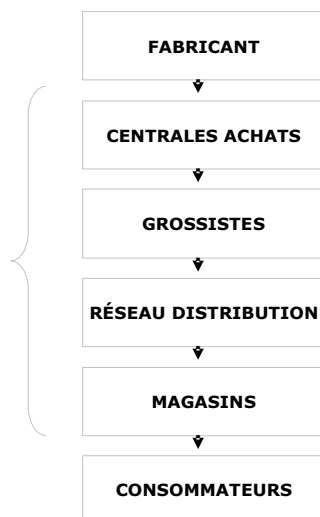 FABRICANT
CENTRALES ACHATS
GROSSISTES
RÉSEAU DISTRIBUTION
MAGASINS
CONSOMMATEURS